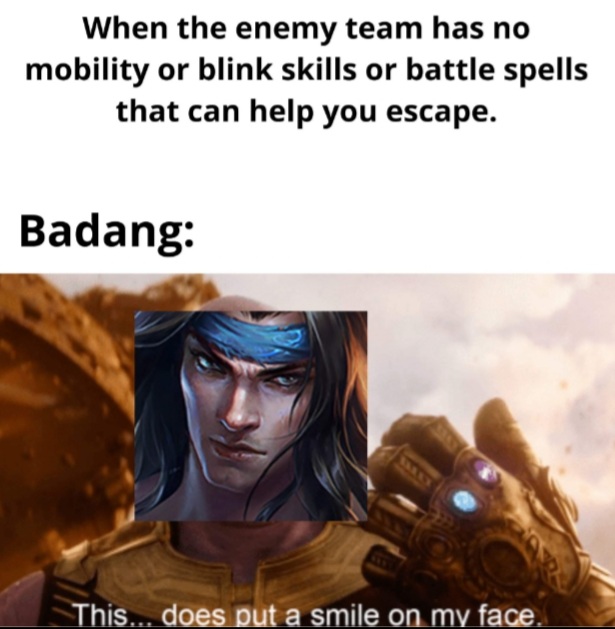 When the enemy team has no
mobility or blink skills or battle spells
that can help you escape.
Badang:
This... does put a smile on my face.